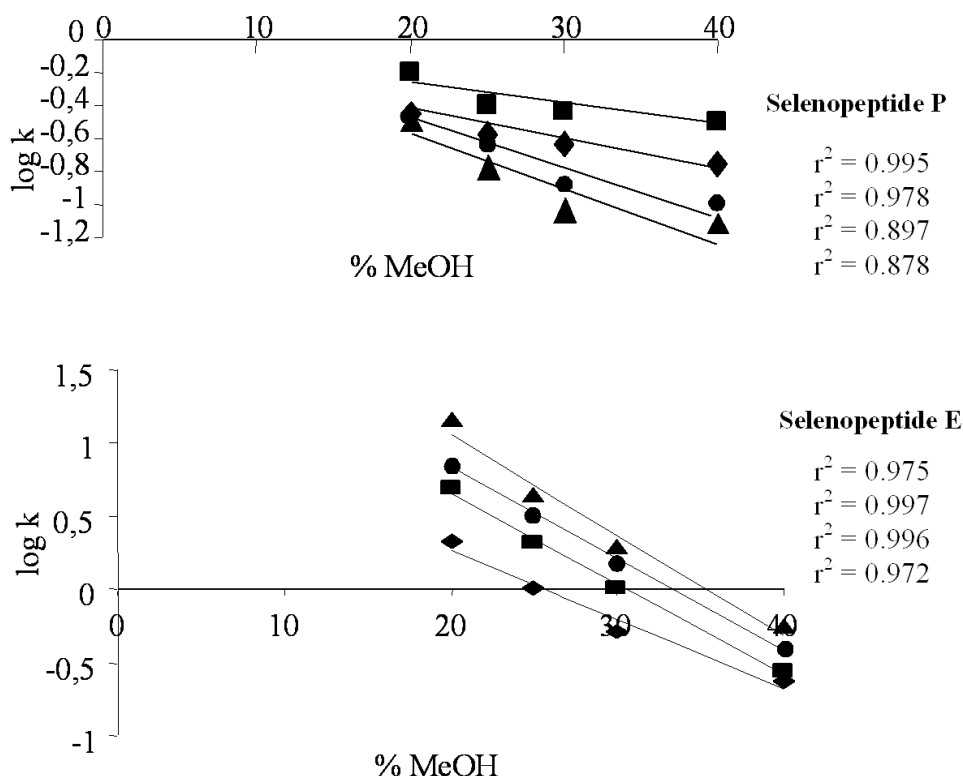 0 10 20 30 40
0
-0,2
-0,4
-0,6
-0,8
-1
-1,2
log k
% MeOH
Selenopeptide P
r² = 0.995
r² = 0.978
r² = 0.897
r² = 0.878
1,5
1
0,5
0
-0,5
-1
log k
0 10 20 30 40
% MeOH
Selenopeptide E
r² = 0.975
r² = 0.997
r² = 0.996
r² = 0.972